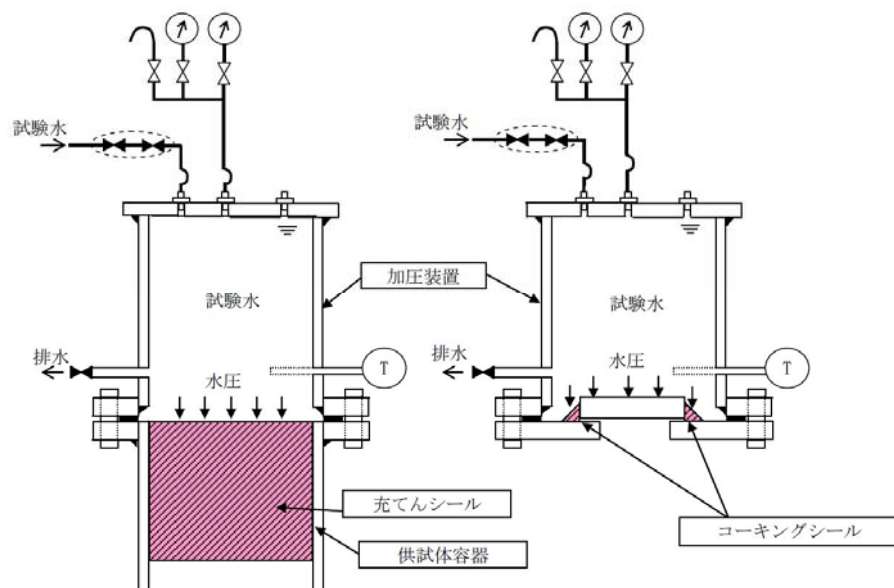 試験水
試験水
加圧装置
試験水
試験水
排水
水圧
T
排水
水圧
T
充てんシール
供試体容器
コーキングシール